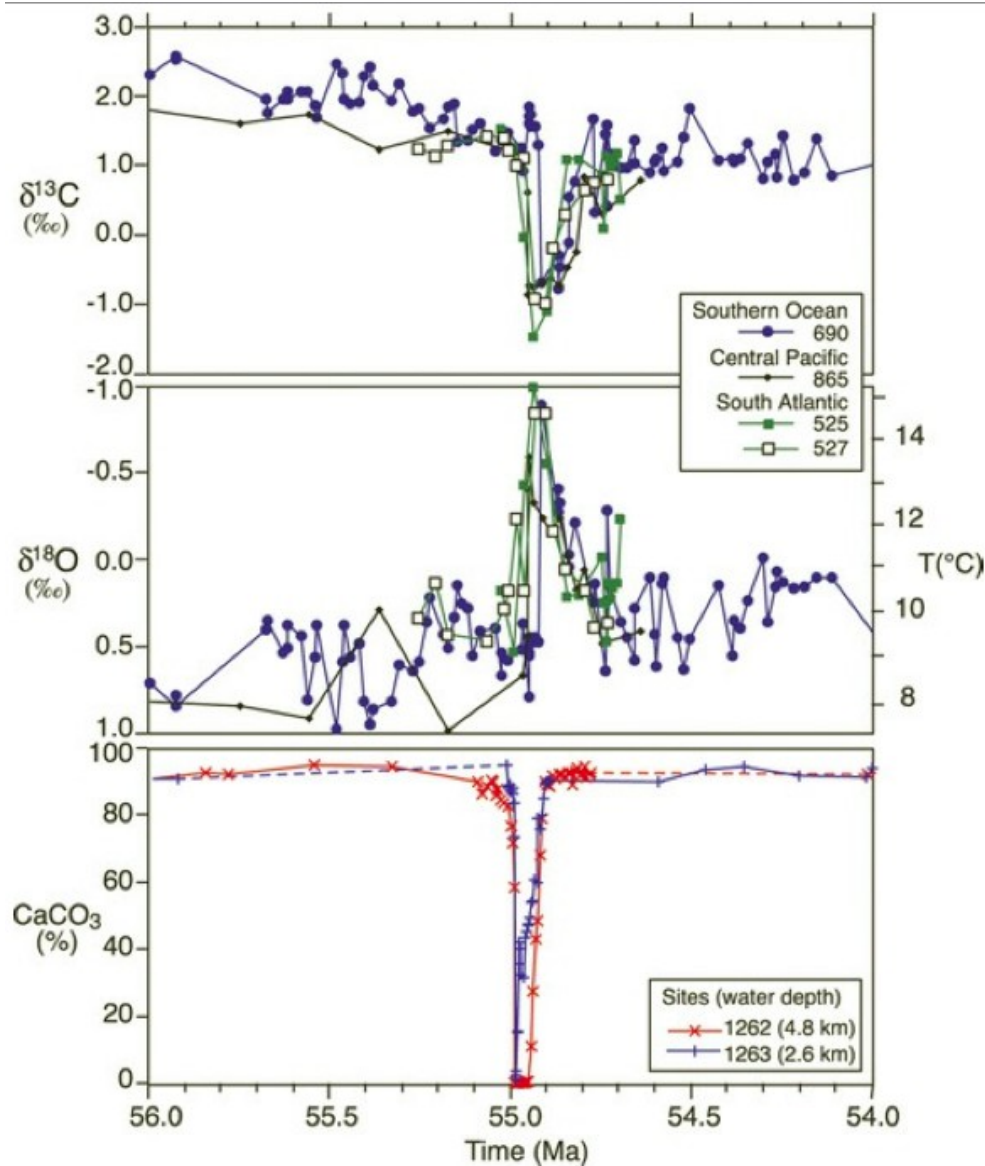 3.0
2.0
1.0
0.0
-1.0
-2.0
δ¹³C
(‰)
Southern Ocean
690
Central Pacific
865
South Atlantic
525
527
-1.0
-0.5
0.0
0.5
1.0
δ¹⁸O
(‰)
14
12
10
8
T(°C)
100
80
60
40
20
0
CaCO₃
(%)
Sites (water depth)
1262 (4.8 km)
1263 (2.6 km)
56.0 55.5 55.0 54.5 54.0
Time (Ma)